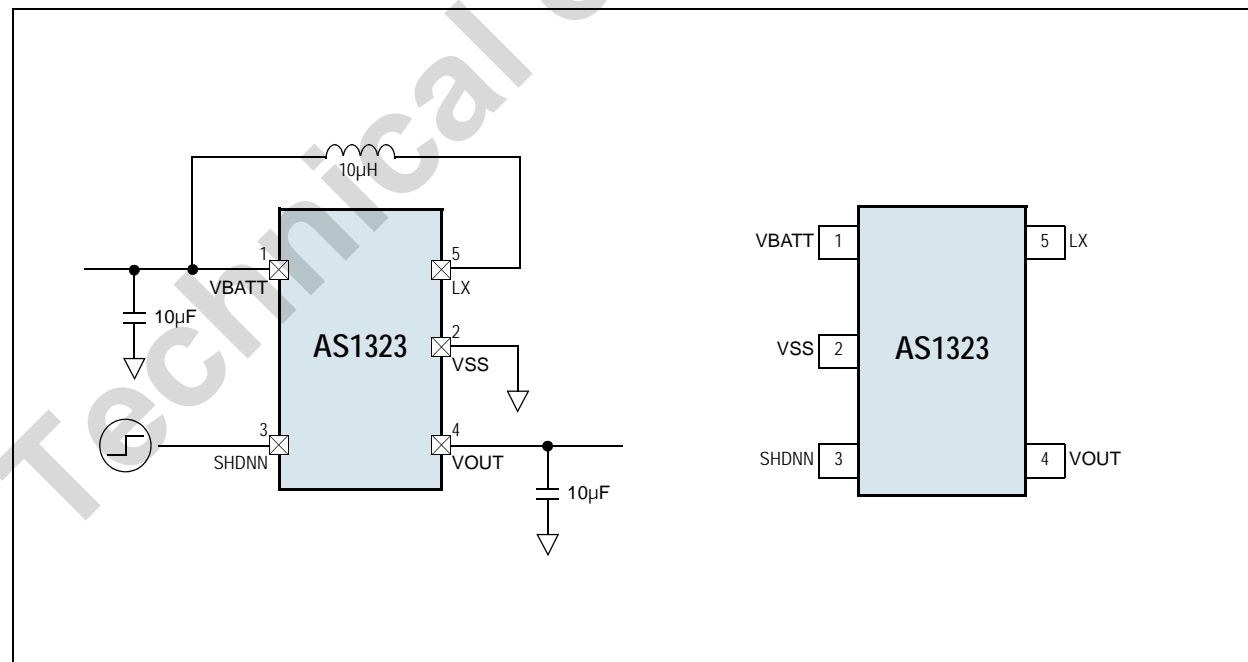 Technical
10µH
1
VBATT
5
LX
10µF
AS1323
2
VSS
3
SHDNN
4
VOUT
10µF
VBATT 1
5 LX
VSS 2
AS1323
SHDNN 3
4 VOUT